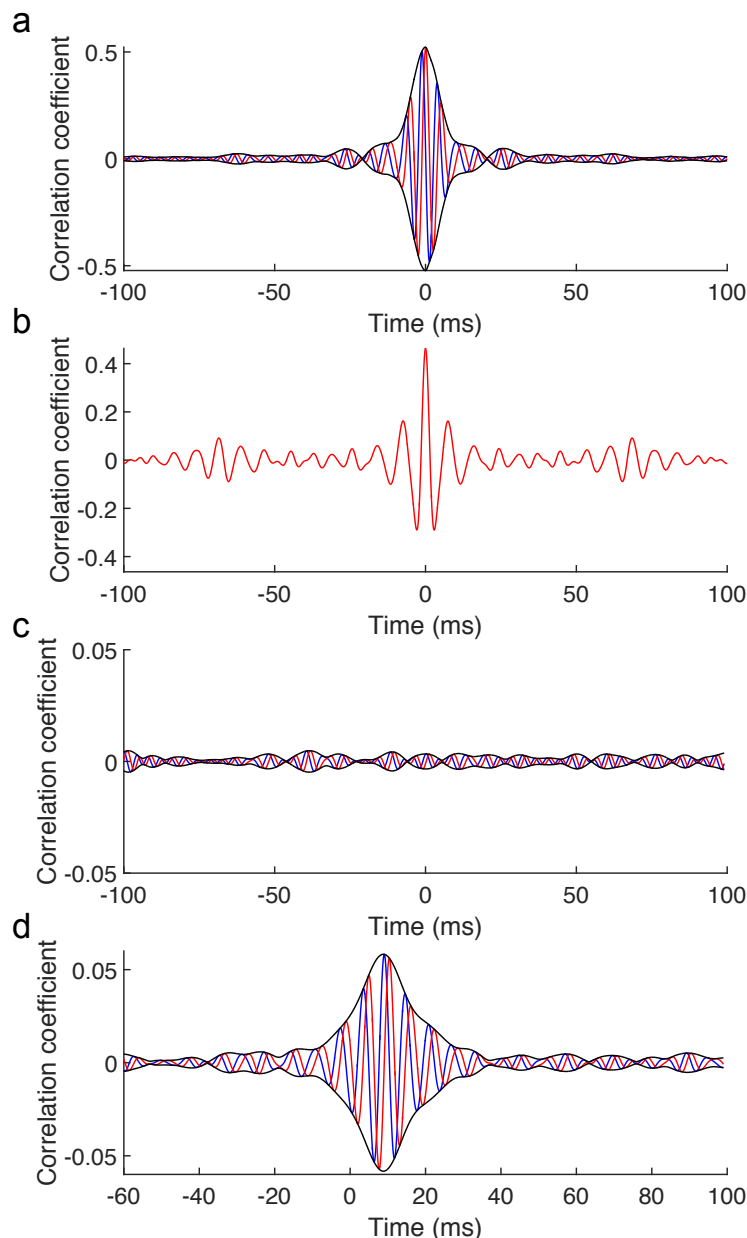 a
Correlation coefficient
0.5
0
-0.5
-100 -50 0 50 100
Time (ms)
b
Correlation coefficient
0.4
0.2
0
-0.2
-0.4
-100 -50 0 50 100
Time (ms)
c
Correlation coefficient
0.05
0
-0.05
-100 -50 0 50 100
Time (ms)
d
Correlation coefficient
0.05
0
-0.05
-60 -40 -20 0 20 40 60 80 100
Time (ms)